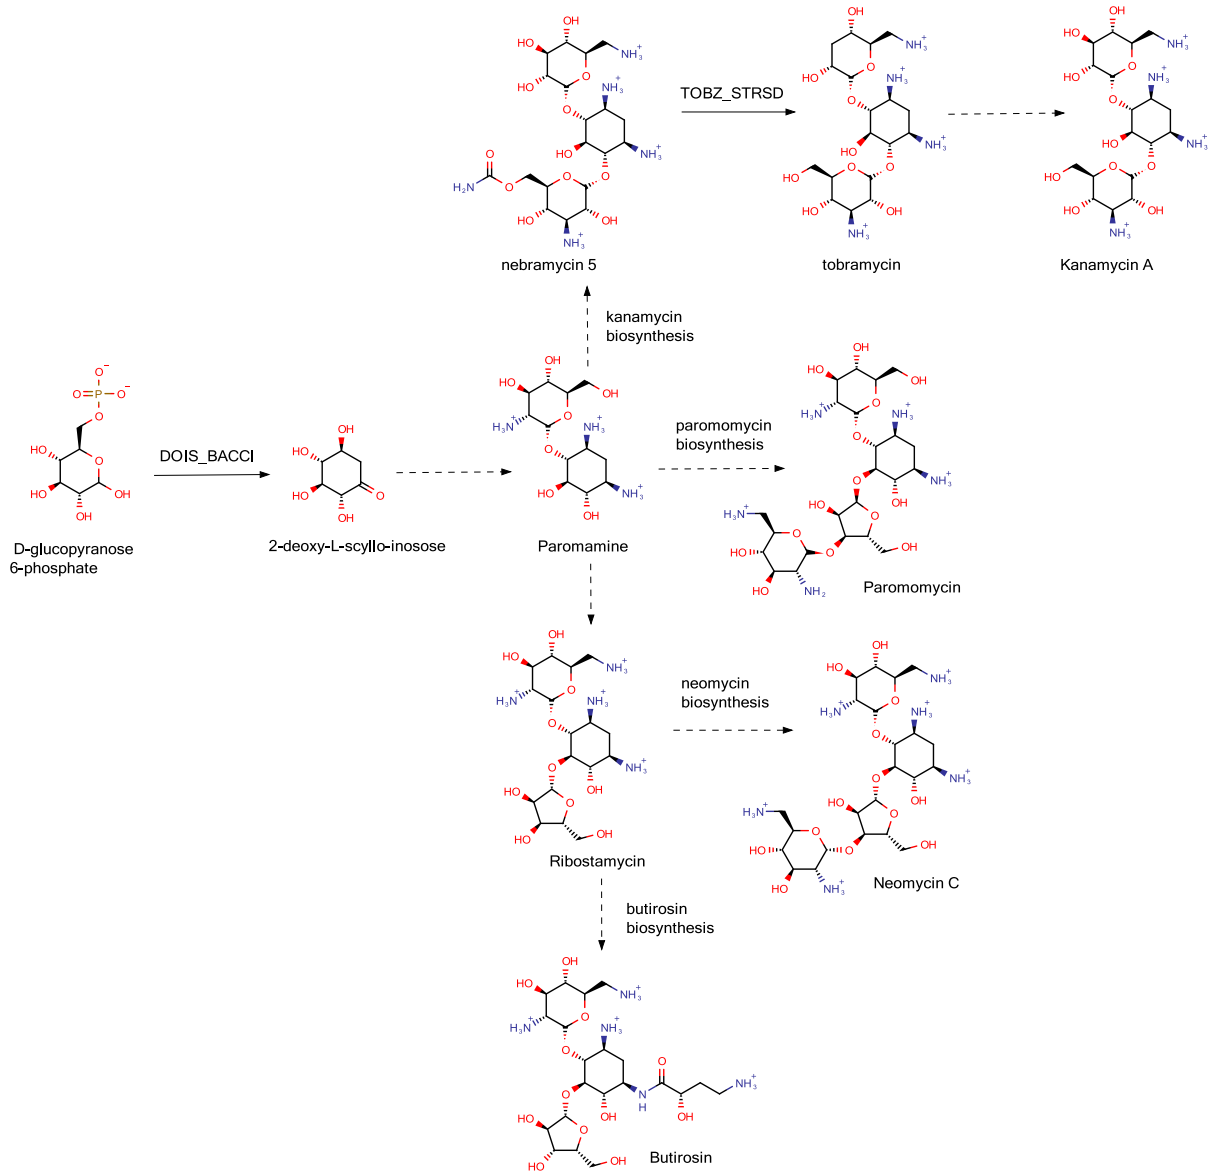 TOBZ_STRSD
nebramycin 5
tobramycin
Kanamycin A
kanamycin
biosynthesis
DOIS_BACCI
paromomycin
biosynthesis
D-glucopyranose
6-phosphate
2-deoxy-L-scyllo-inosose
Paromamine
Paromomycin
neomycin
biosynthesis
Ribostamycin
Neomycin C
butirosin
biosynthesis
Butirosin